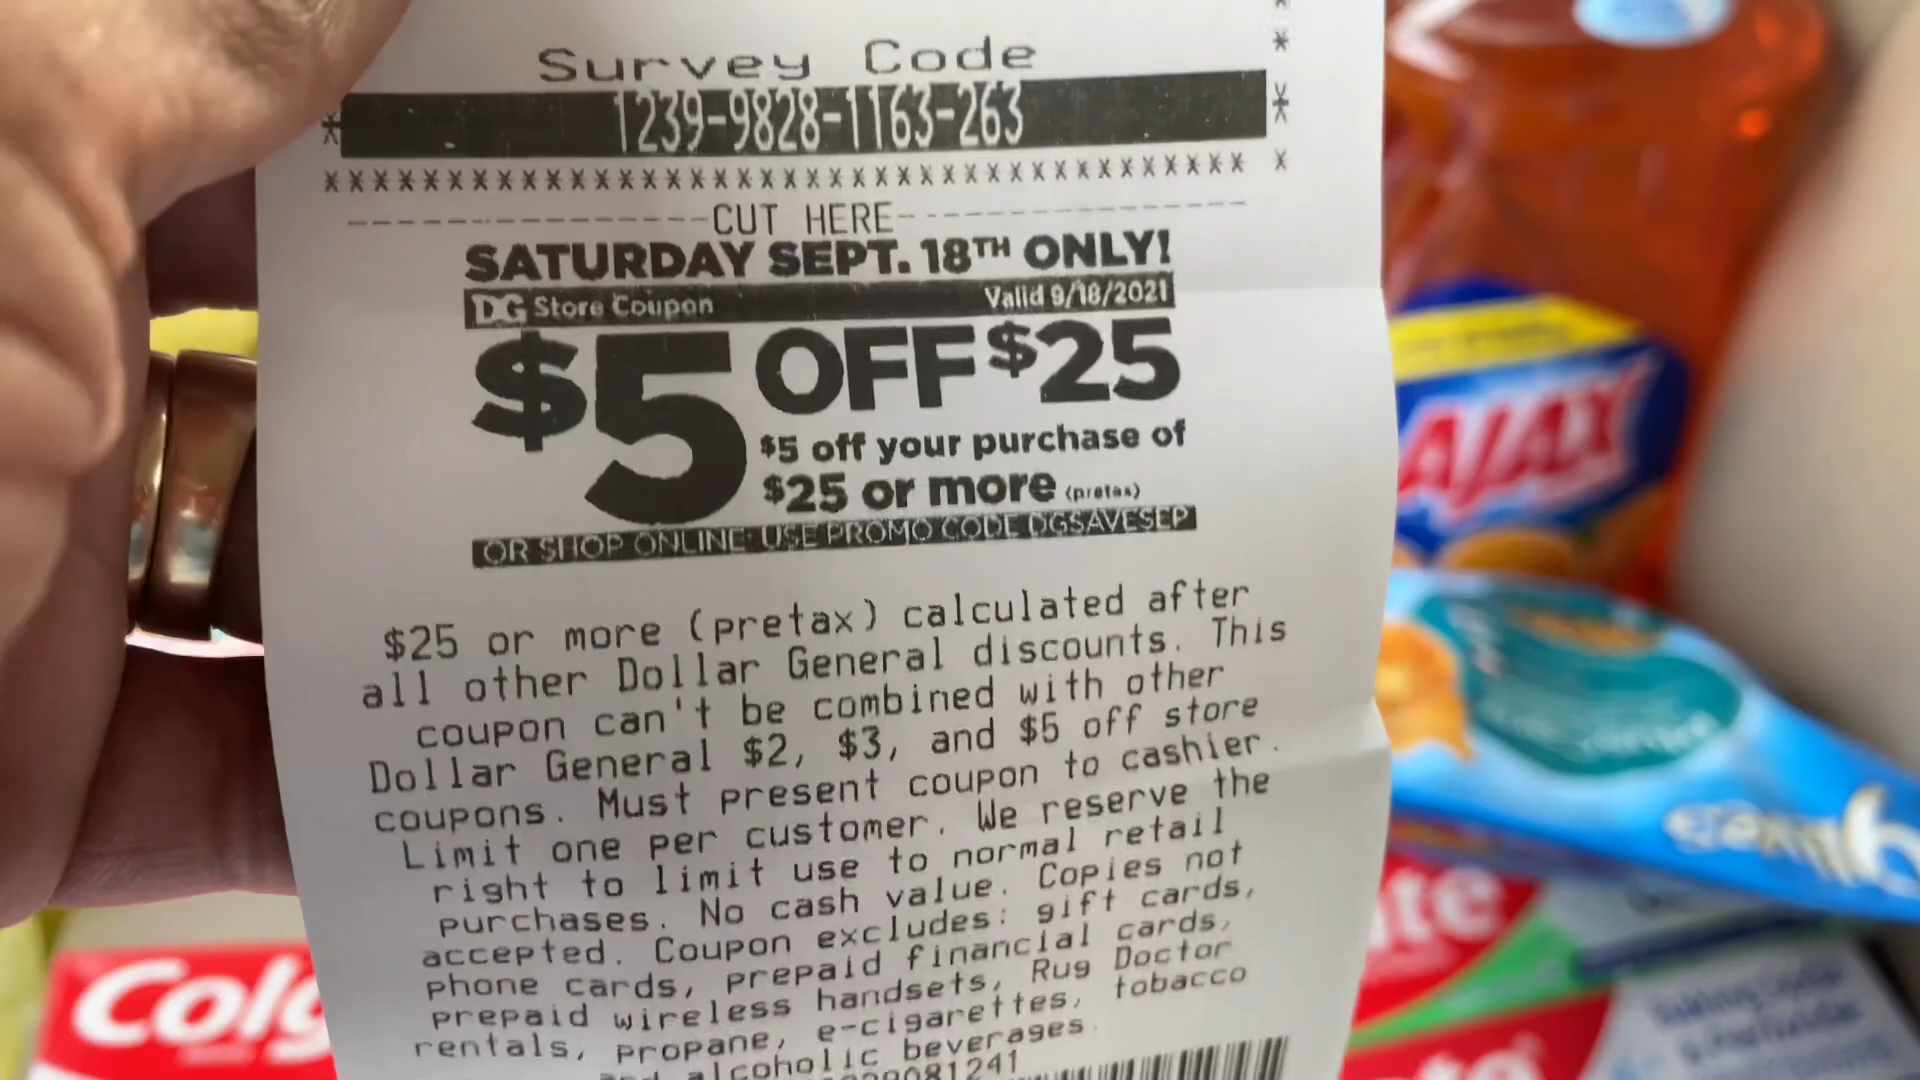 Survey Code
1239-9828-1163-263
CUT HERE
SATURDAY SEPT. 18TH ONLY!
DG Store Coupon Valid 9/18/2021
$5 OFF $25
$5 off your purchase of
$25 or more (pretax)
OR SHOP ONLINE: USE PROMO CODE DGSAVESEP
$25 or more (pretax) calculated after
all other Dollar General discounts. This
coupon can't be combined with other
Dollar General $2, $3, and $5 off store
coupons. Must present coupon to cashier.
Limit one per customer. We reserve the
right to limit use to normal retail
purchases. No cash value. Copies not
accepted. Coupon excludes: gift cards,
phone cards, prepaid financial cards,
prepaid wireless handsets, Rug Doctor
rentals, propane, e-cigarettes, tobacco
and alcoholic beverages.
AJAX
Colg